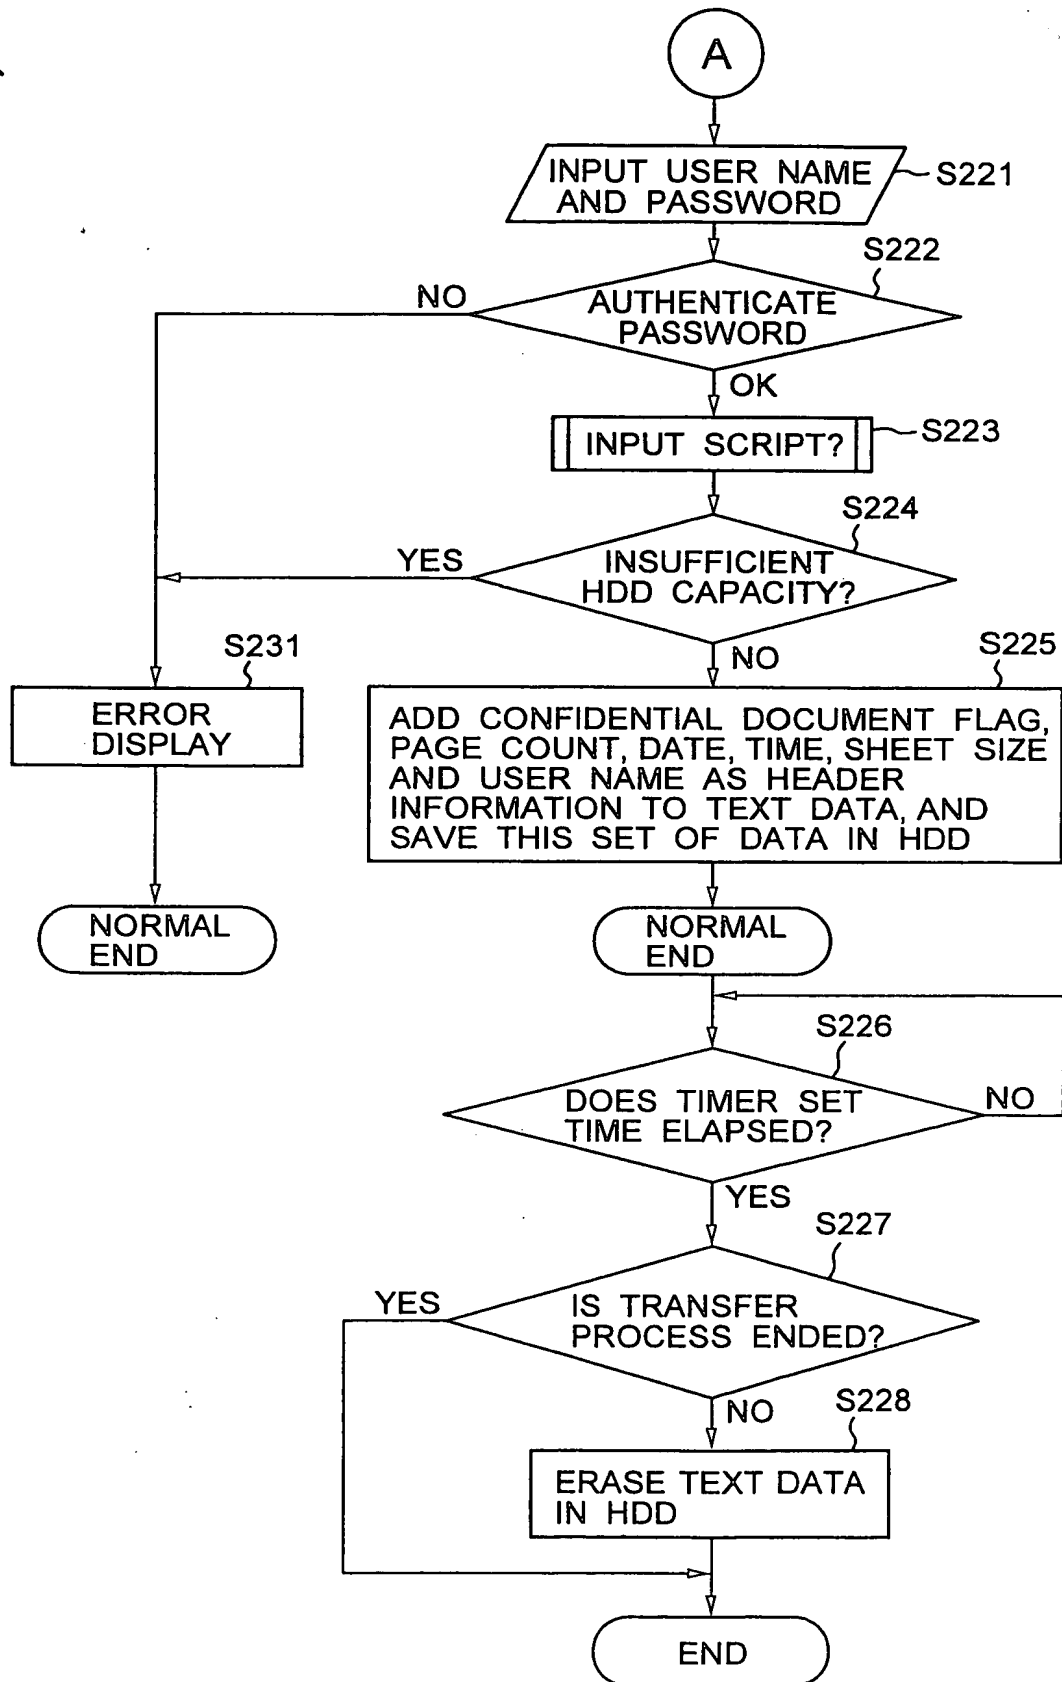 A
INPUT USER NAME
AND PASSWORD
S221
S222
NO
AUTHENTICATE
PASSWORD
OK
INPUT SCRIPT?
S223
S224
YES
INSUFFICIENT
HDD CAPACITY?
NO
S231
S225
ERROR
DISPLAY
ADD CONFIDENTIAL DOCUMENT FLAG,
PAGE COUNT, DATE, TIME, SHEET SIZE
AND USER NAME AS HEADER
INFORMATION TO TEXT DATA, AND
SAVE THIS SET OF DATA IN HDD
NORMAL
END
NORMAL
END
S226
DOES TIMER SET
TIME ELAPSED?
NO
YES
S227
YES
IS TRANSFER
PROCESS ENDED?
NO
S228
ERASE TEXT DATA
IN HDD
END